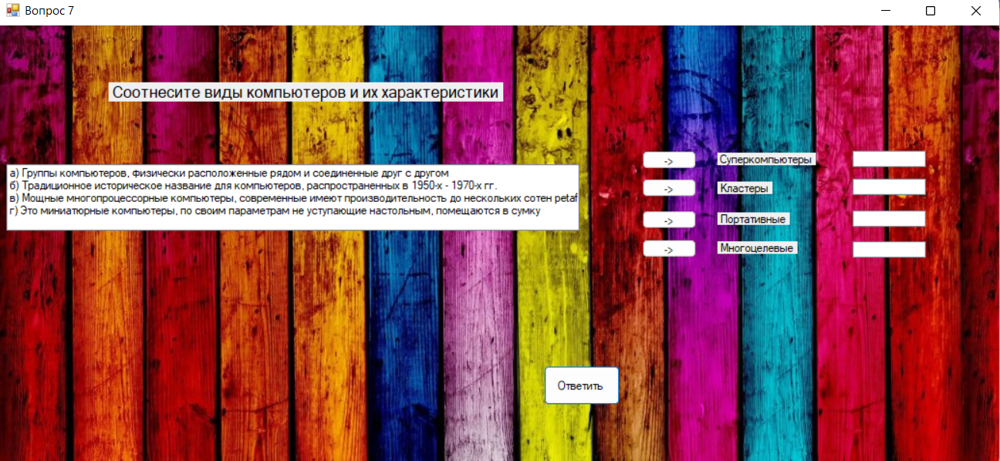 Вопрос 7
Соотнесите виды компьютеров и их характеристики
а) Группы компьютеров, физически расположенные рядом и соединенные друг с другом
б) Традиционное историческое название для компьютеров, распространенных в 1950-х - 1970-х гг.
в) Мощные многопроцессорные компьютеры, современные имеют производительность до нескольких сотен petaf
г) Это миниатюрные компьютеры, по своим параметрам не уступающие настольным, помещаются в сумку
-> Суперкомпьютеры
-> Кластеры
-> Портативные
-> Многоцелевые
Ответить